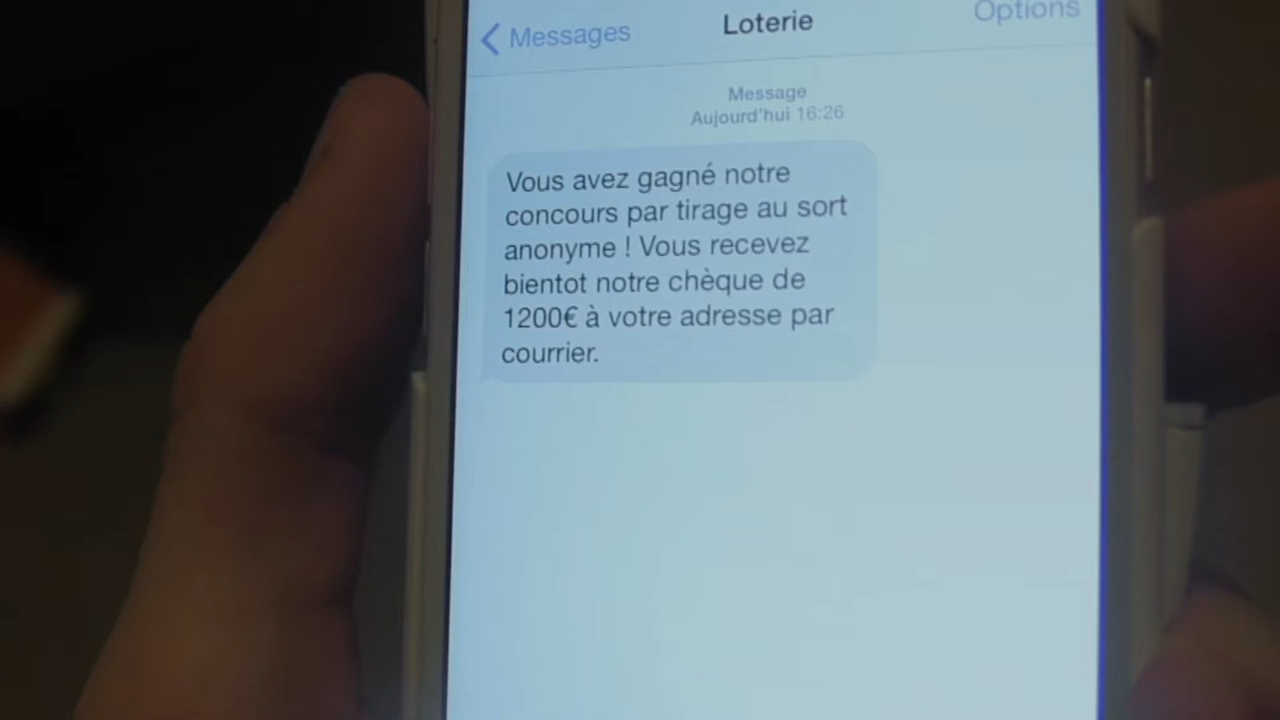 Messages
Loterie
Options
Message
Aujourd'hui 16:26
Vous avez gagné notre
concours par tirage au sort
anonyme ! Vous recevez
bientot notre chèque de
1200€ à votre adresse par
courrier.